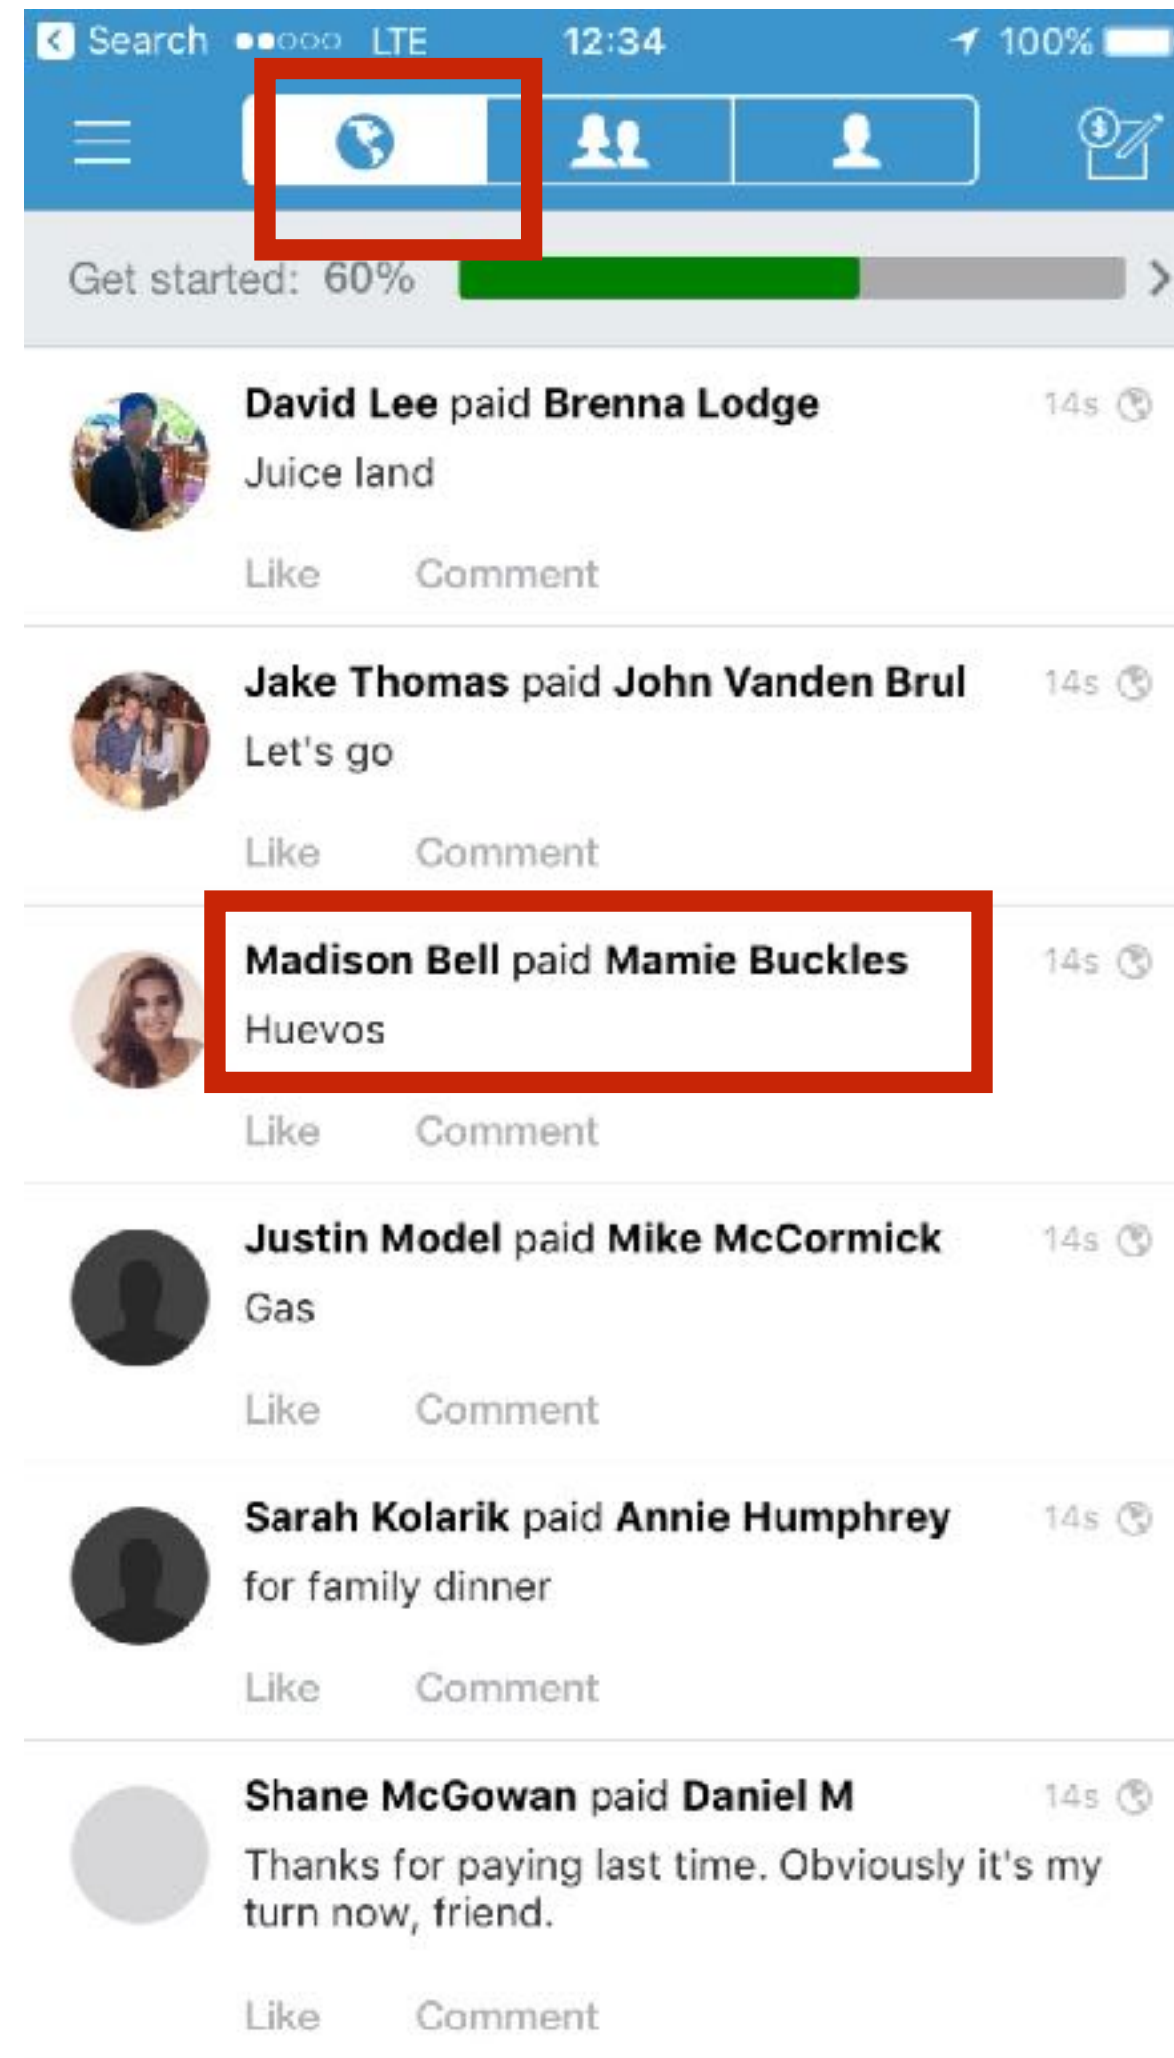 Search LTE 12:34 100%
$
Get started: 60%
David Lee paid Brenna Lodge 14s
Juice land
Like Comment
Jake Thomas paid John Vanden Brul 14s
Let's go
Like Comment
Madison Bell paid Mamie Buckles 14s
Huevos
Like Comment
Justin Model paid Mike McCormick 14s
Gas
Like Comment
Sarah Kolarik paid Annie Humphrey 14s
for family dinner
Like Comment
Shane McGowan paid Daniel M 14s
Thanks for paying last time. Obviously it's my
turn now, friend.
Like Comment